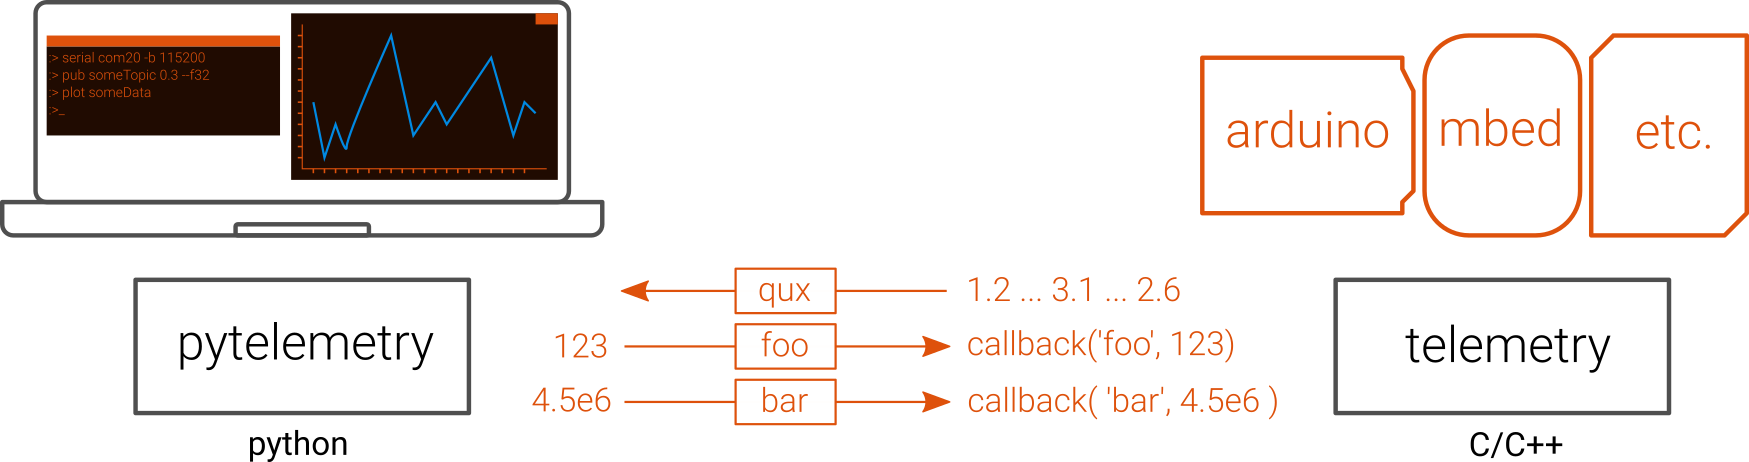 :> serial com20 -b 115200
:> pub someTopic 0.3 --f32
:> plot someData
:>_
arduino
mbed
etc.
qux 1.2 ... 3.1 ... 2.6
123 foo callback('foo', 123)
4.5e6 bar callback( 'bar', 4.5e6 )
pytelemetry
telemetry
python
C/C++